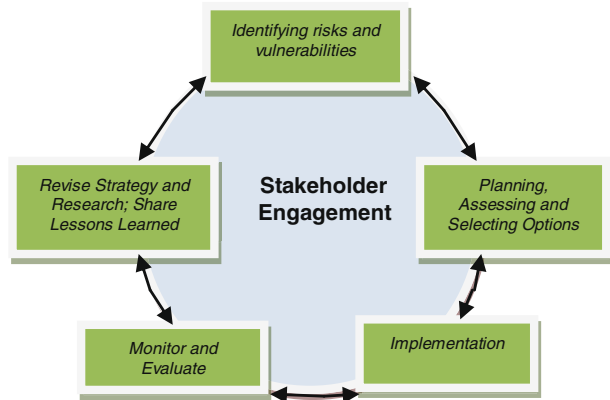 Identifying risks and
vulnerabilities
Revise Strategy and
Research; Share
Lessons Learned
Stakeholder
Engagement
Planning,
Assessing and
Selecting Options
Monitor and
Evaluate
Implementation